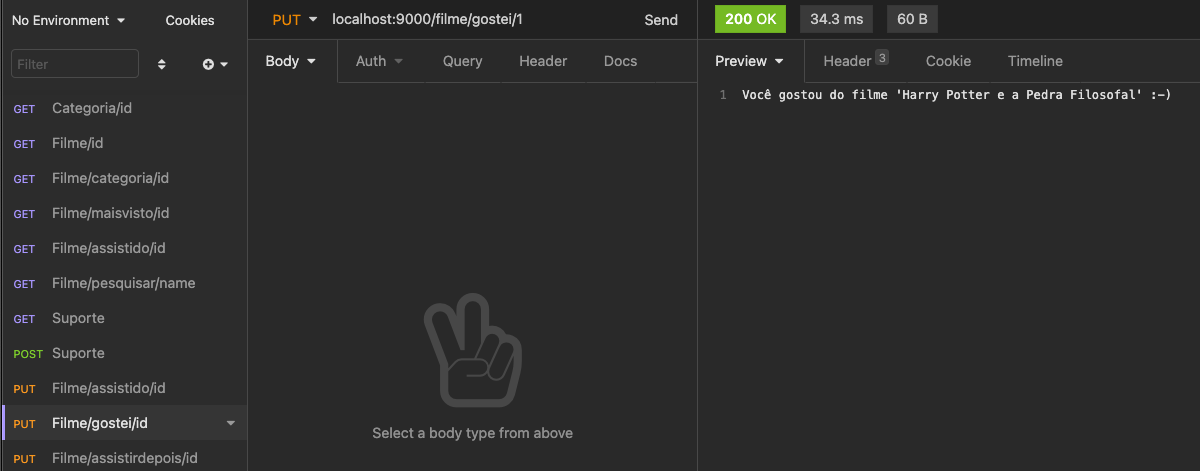 No Environment
Cookies
Filter
GET Categoria/id
GET Filme/id
GET Filme/categoria/id
GET Filme/maisvisto/id
GET Filme/assistido/id
GET Filme/pesquisar/name
GET Suporte
POST Suporte
PUT Filme/assistido/id
PUT Filme/gostei/id
PUT Filme/assistirdepois/id
PUT localhost:9000/filme/gostei/1 Send
Body Auth Query Header Docs
Select a body type from above
200 OK 34.3 ms 60 B
Preview Header 3 Cookie Timeline
1 Você gostou do filme 'Harry Potter e a Pedra Filosofal' :-)